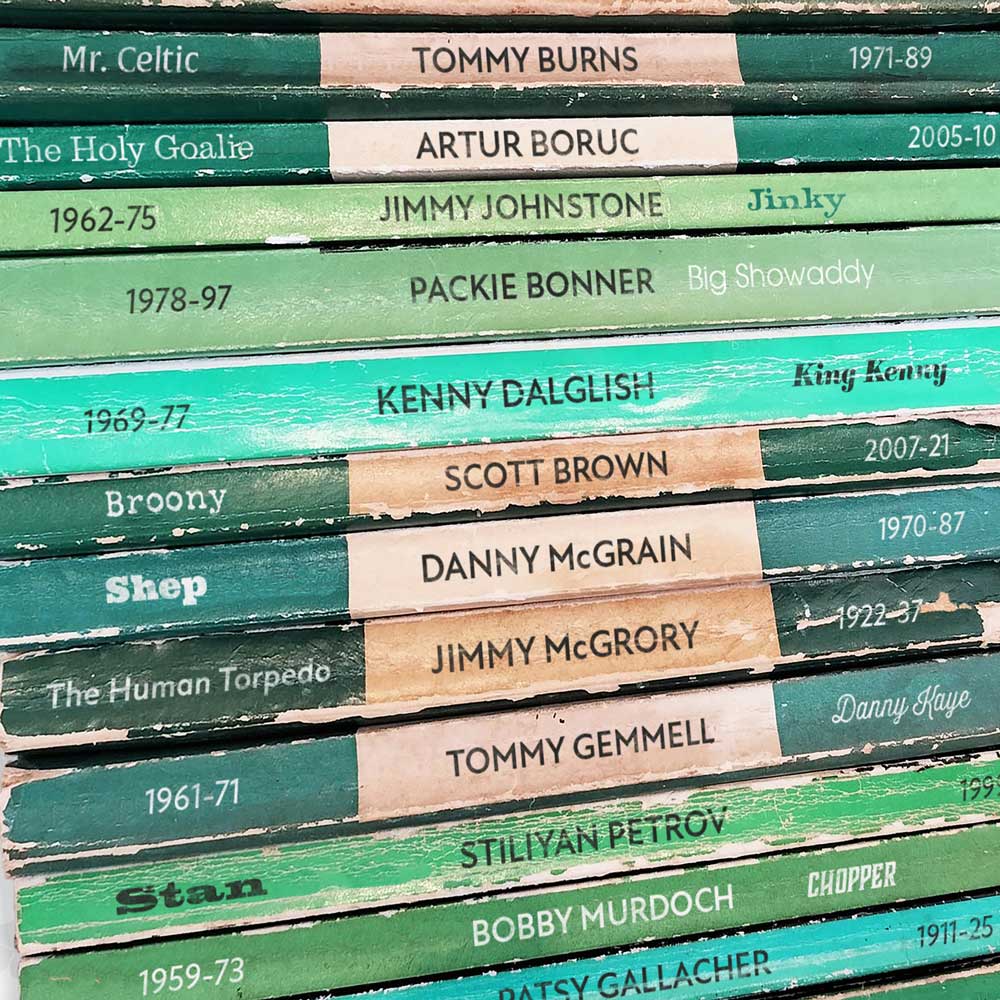 Mr. Celtic TOMMY BURNS 1971-89
The Holy Goalie ARTUR BORUC 2005-10
1962-75 JIMMY JOHNSTONE Jinky
1978-97 PACKIE BONNER Big Showaddy
1969-77 KENNY DALGLISH King Kenny
Broony SCOTT BROWN 2007-21
Shep DANNY McGRAIN 1970-87
The Human Torpedo JIMMY McGRORY 1922-37
1961-71 TOMMY GEMMELL Danny Kaye
Stan STILIYAN PETROV 199
1959-73 BOBBY MURDOCH CHOPPER
PATSY GALLACHER 1911-25